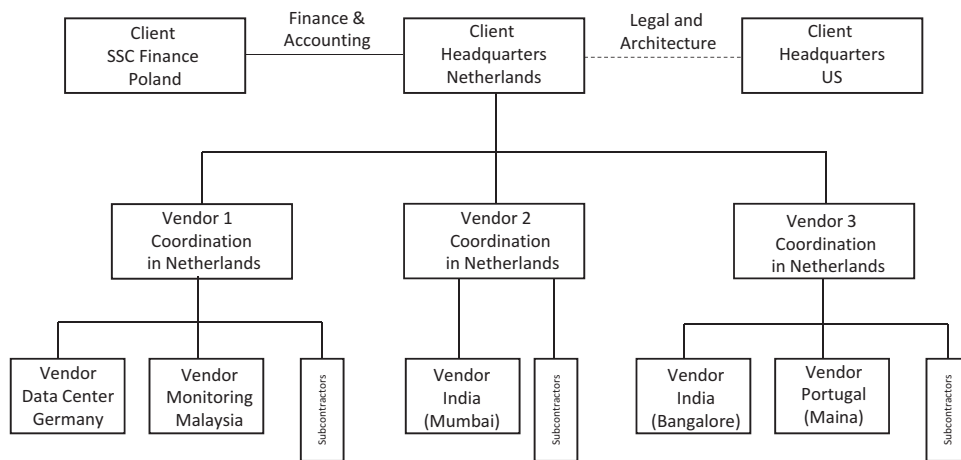 Client
SSC Finance
Poland
Finance &
Accounting
Client
Headquarters
Netherlands
Legal and
Architecture
Client
Headquarters
US
Vendor 1
Coordination
in Netherlands
Vendor 2
Coordination
in Netherlands
Vendor 3
Coordination
in Netherlands
Vendor
Data Center
Germany
Vendor
Monitoring
Malaysia
Subcontractors
Vendor
India
(Mumbai)
Subcontractors
Vendor
India
(Bangalore)
Vendor
Portugal
(Maina)
Subcontractors